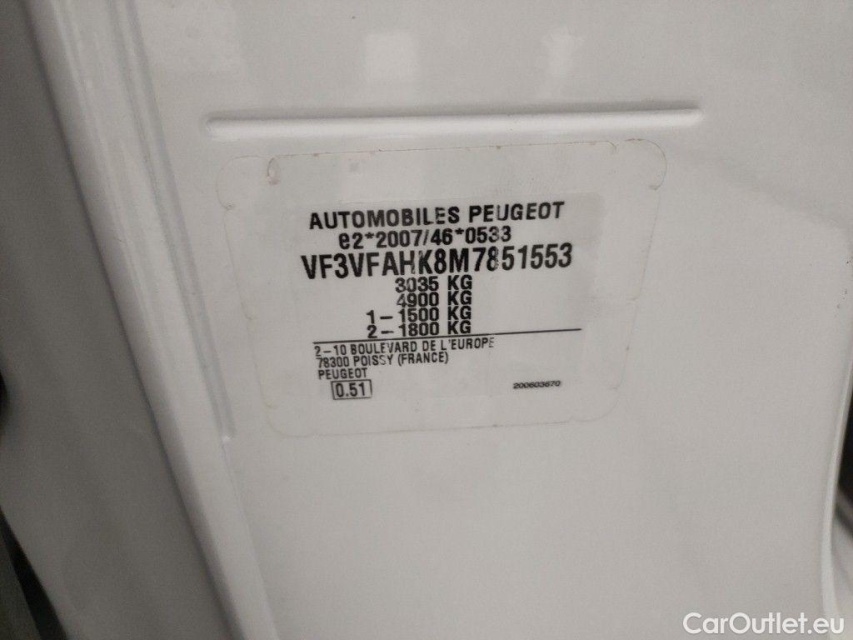 AUTOMOBILES PEUGEOT
e2*2007/46*0533
VF3VFAHK8M7851553
3035 KG
4900 KG
1-1500 KG
2-1800 KG
2-10 BOULEVARD DE L'EUROPE
78300 POISSY (FRANCE)
PEUGEOT
0.51
200603670
CarOutlet.eu